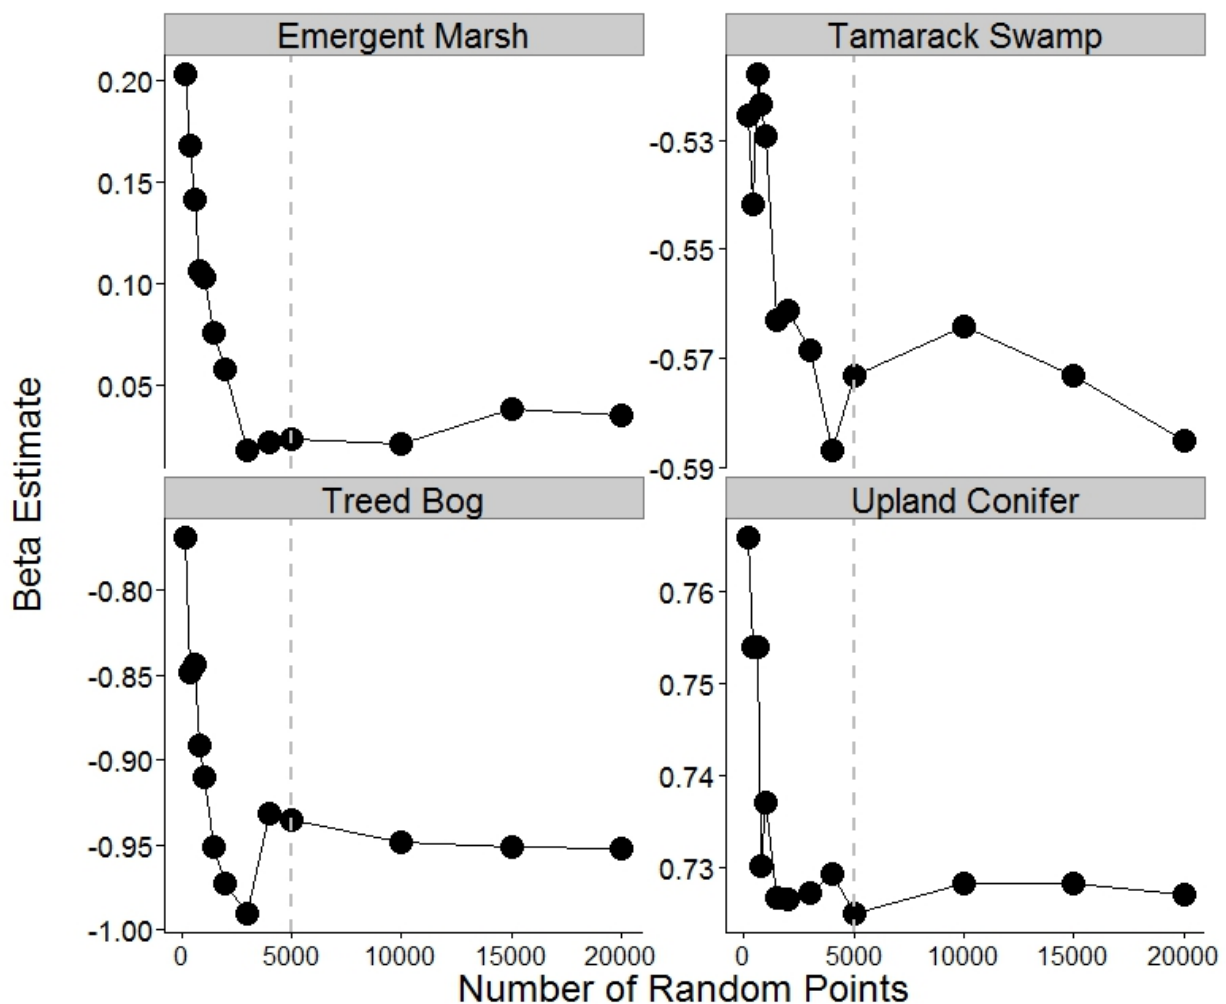 Emergent Marsh
Tamarack Swamp
0.20
0.15
0.10
0.05
-0.53
-0.55
-0.57
-0.59
Beta Estimate
Treed Bog
Upland Conifer
-0.80
-0.85
-0.90
-0.95
-1.00
0.76
0.75
0.74
0.73
0 5000 10000 15000 20000
0 5000 10000 15000 20000
Number of Random Points